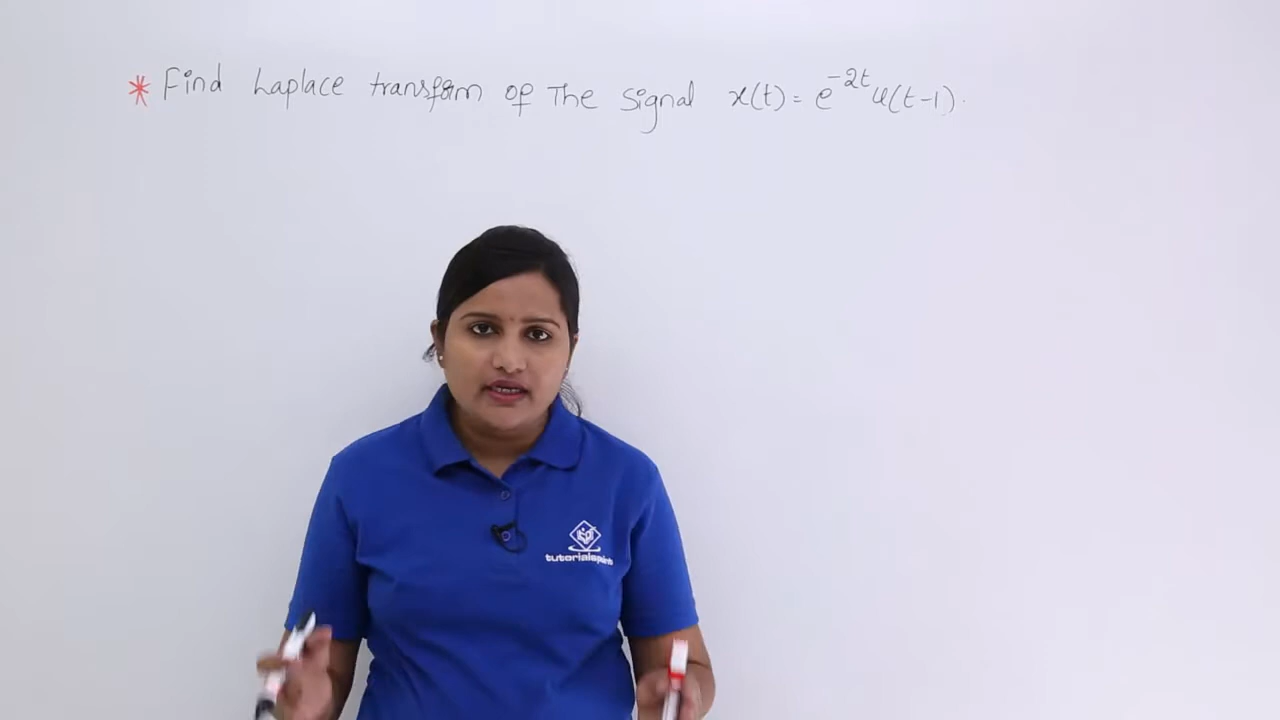 * Find Laplace transform of The Signal x(t) = e^{-2t} u(t-1).
tutorialspoint